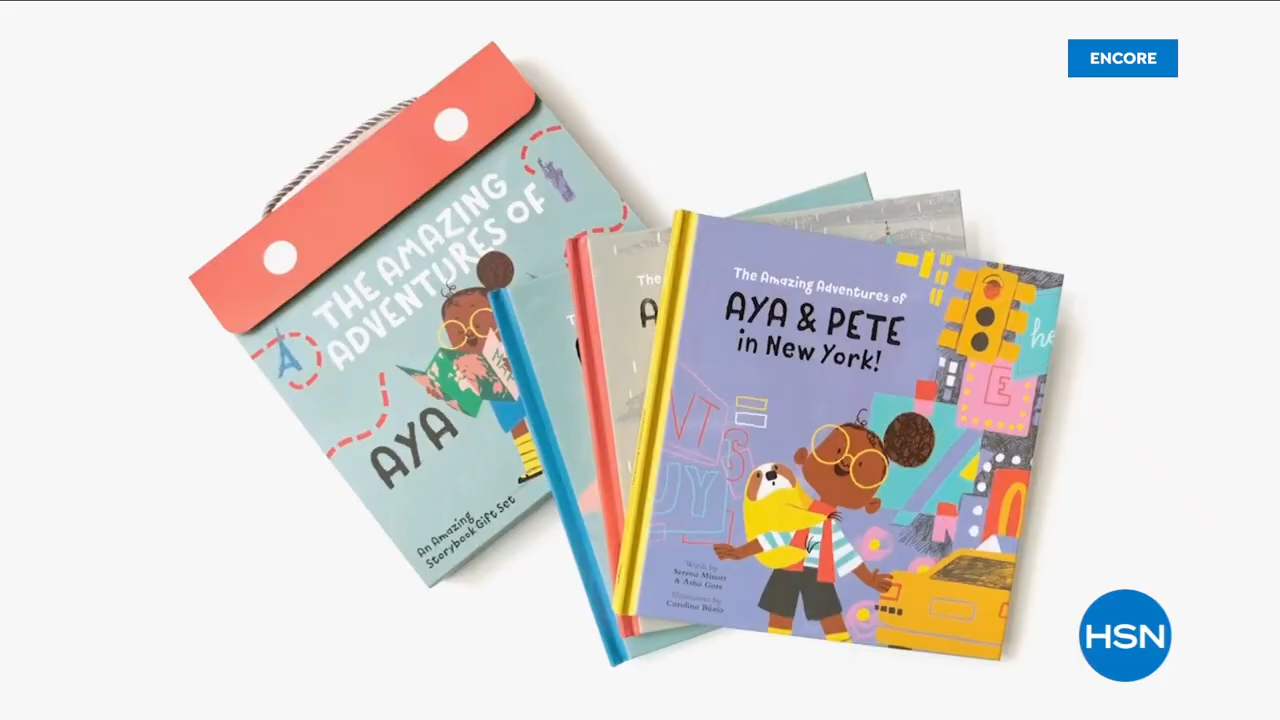 ENCORE
THE AMAZING
ADVENTURES OF
AYA
An Amazing
Storybook Gift Set
The Amazing Adventures of
AYA & PETE
in New York!
Words by
Serena Minott
& Asha Gore
Illustrations by
Carolina Búzio
HSN